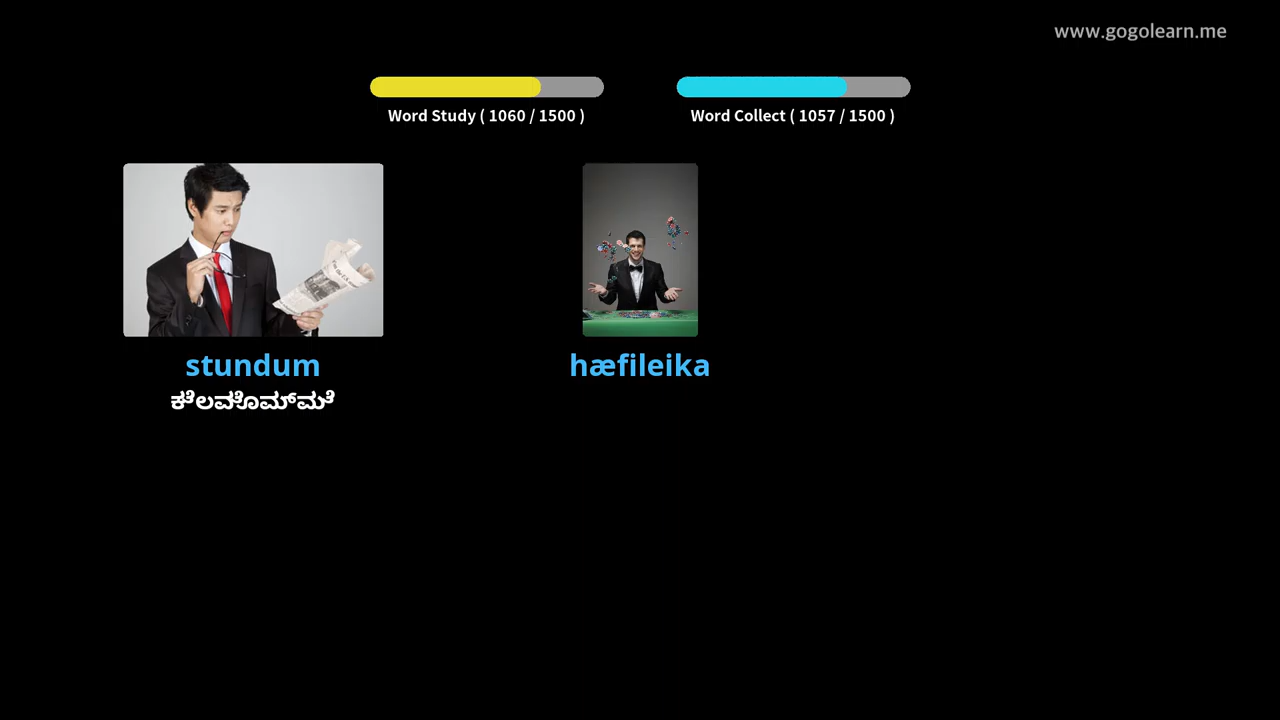 www.gogolearn.me
Word Study ( 1060 / 1500 )
Word Collect ( 1057 / 1500 )
stundum
hæfileika
ಕೆಲವೊಮ್ಮೆ